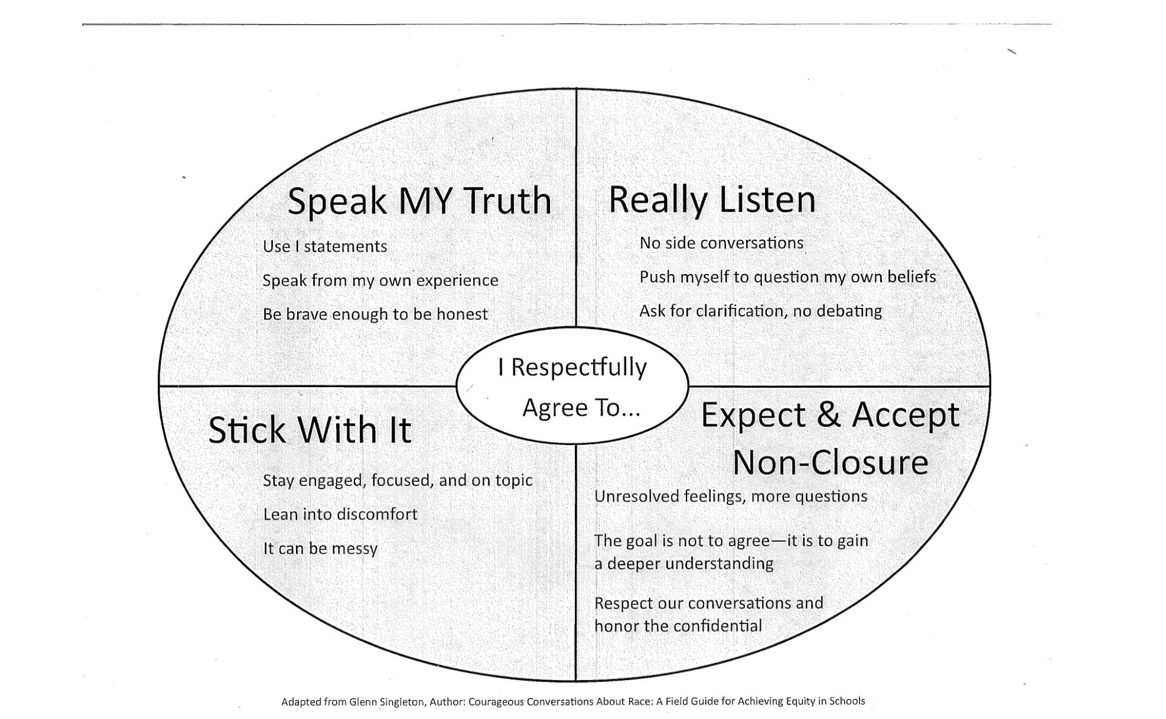 Speak MY Truth
Use I statements
Speak from my own experience
Be brave enough to be honest
Really Listen
No side conversations
Push myself to question my own beliefs
Ask for clarification, no debating
I Respectfully
Agree To...
Stick With It
Stay engaged, focused, and on topic
Lean into discomfort
It can be messy
Expect & Accept
Non-Closure
Unresolved feelings, more questions
The goal is not to agree—it is to gain
a deeper understanding
Respect our conversations and
honor the confidential
Adapted from Glenn Singleton, Author: Courageous Conversations About Race: A Field Guide for Achieving Equity in Schools